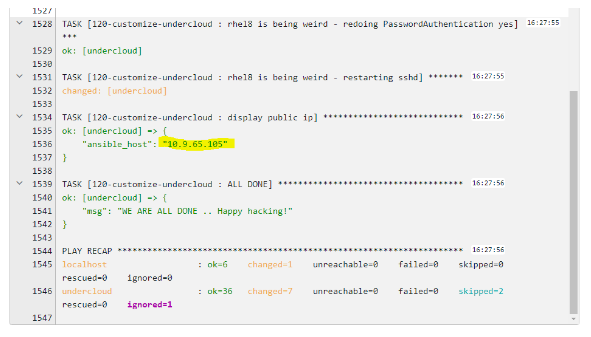 1527
1528 TASK [120-customize-undercloud : rhel8 is being weird - redoing PasswordAuthentication yes] 16:27:55
***
1529 ok: [undercloud]
1530
1531 TASK [120-customize-undercloud : rhel8 is being weird - restarting sshd] ******* 16:27:55
1532 changed: [undercloud]
1533
1534 TASK [120-customize-undercloud : display public ip] **************************** 16:27:56
1535 ok: [undercloud] => {
1536 "ansible_host": "10.9.65.105"
1537 }
1538
1539 TASK [120-customize-undercloud : ALL DONE] ************************************* 16:27:56
1540 ok: [undercloud] => {
1541 "msg": "WE ARE ALL DONE .. Happy hacking!"
1542 }
1543
1544 PLAY RECAP ********************************************************************* 16:27:56
1545 localhost : ok=6 changed=1 unreachable=0 failed=0 skipped=0
rescued=0 ignored=0
1546 undercloud : ok=36 changed=7 unreachable=0 failed=0 skipped=2
rescued=0 ignored=1
1547